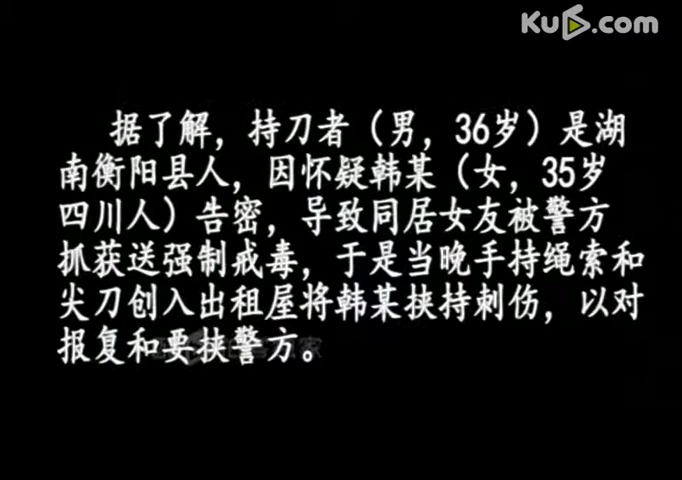 Ku6.com
据了解，持刀者（男，36岁）是湖
南衡阳县人，因怀疑韩某（女，35岁
四川人）告密，导致同居女友被警方
抓获送强制戒毒，于是当晚手持绳索和
尖刀创入出租屋将韩某挟持刺伤，以对
报复和要挟警方。